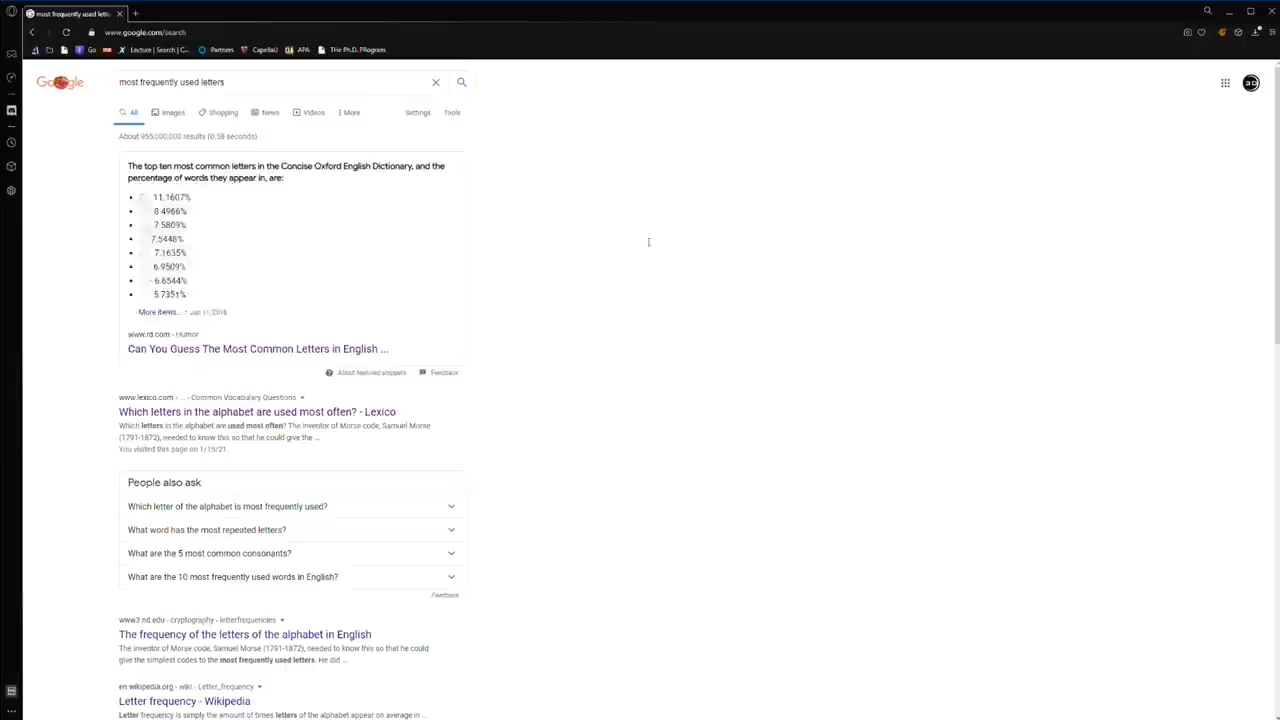 most frequently used lette
www.google.com/search
Go
Lecture | Search | C...
Partners
Capella U
APA
THe Ph.D. PRogram
Google
most frequently used letters
All
Images
Shopping
News
Videos
More
Settings
Tools
About 955,000,000 results (0.58 seconds)
The top ten most common letters in the Concise Oxford English Dictionary, and the
percentage of words they appear in, are:
11.1607%
8.4966%
7.5809%
7.5448%
7.1635%
6.9509%
6.6544%
5.7351%
More items...
www.rd.com › Humor
Can You Guess The Most Common Letters in English ...
About featured snippets
Feedback
www.lexico.com › ... › Common Vocabulary Questions
Which letters in the alphabet are used most often? - Lexico
Which letters in the alphabet are used most often? The inventor of Morse code, Samuel Morse
(1791-1872), needed to know this so that he could give the ...
You visited this page on 1/15/21.
People also ask
Which letter of the alphabet is most frequently used?
What word has the most repeated letters?
What are the 5 most common consonants?
What are the 10 most frequently used words in English?
Feedback
www3.nd.edu › cryptography › letterfrequencies
The frequency of the letters of the alphabet in English
The inventor of Morse code, Samuel Morse (1791-1872), needed to know this so that he could
give the simplest codes to the most frequently used letters. He did ...
en.wikipedia.org › wiki › Letter_frequency
Letter frequency - Wikipedia
Letter frequency is simply the amount of times letters of the alphabet appear on average in ...